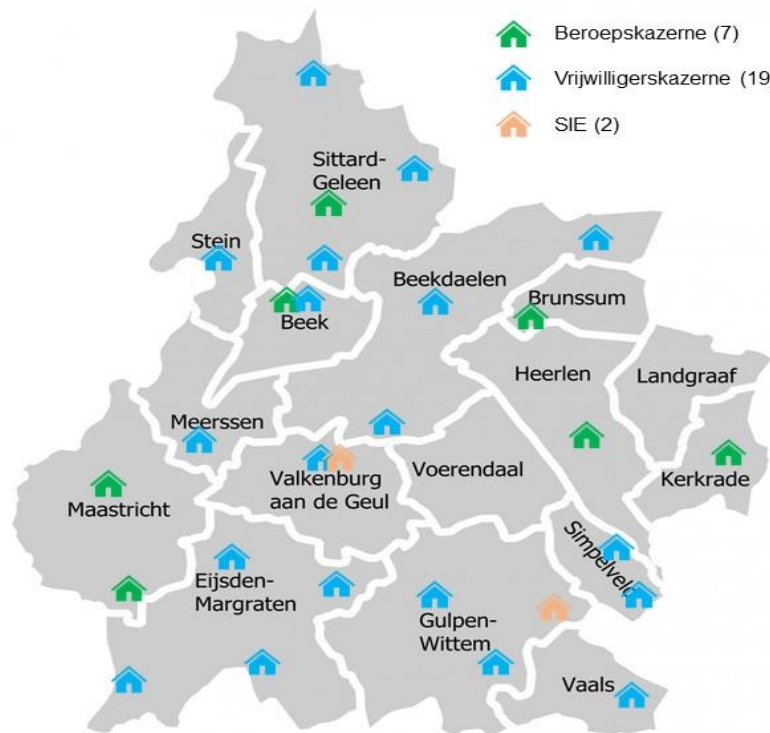 Beroepskazerne (7)
Vrijwilligerskazerne (19
SIE (2)
Sittard-
Geleen
Stein
Beekdaelen
Brunssum
Beek
Heerlen
Landgraaf
Meerssen
Voerendaal
Kerkrade
Valkenburg
aan de Geul
Maastricht
Simpelveld
Eijsden-
Margraten
Gulpen-
Wittem
Vaals